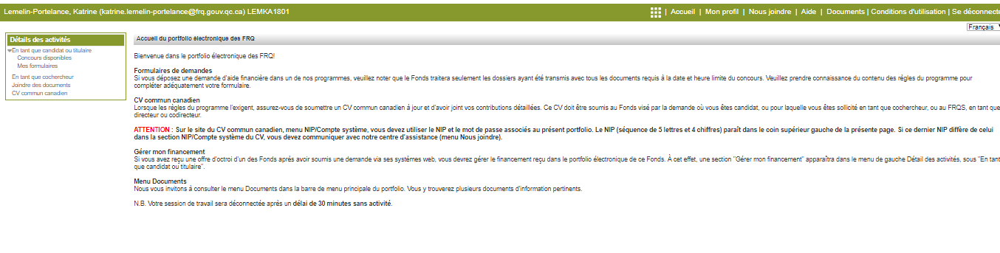 Lemelin-Portelance, Katrine (katrine.lemelin-portelance@frq.gouv.qc.ca) LEMKA1801
| Accueil | Mon profil | Nous joindre | Aide | Documents | Conditions d'utilisation | Se déconnecte
Français
Détails des activités
En tant que candidat ou titulaire
Concours disponibles
Mes formulaires
En tant que cochercheur
Joindre des documents
CV commun canadien
Accueil du portfolio électronique des FRQ
Bienvenue dans le portfolio électronique des FRQ!
Formulaires de demandes
Si vous déposez une demande d'aide financière dans un de nos programmes, veuillez noter que le Fonds traitera seulement les dossiers ayant été transmis avec tous les documents requis à la date et heure limite du concours. Veuillez prendre connaissance du contenu des règles du programme pour
compléter adéquatement votre formulaire.
CV commun canadien
Lorsque les règles du programme l'exigent, assurez-vous de soumettre un CV commun canadien à jour et d'avoir joint vos contributions détaillées. Ce CV doit être soumis au Fonds visé par la demande où vous êtes candidat, ou pour laquelle vous êtes sollicité en tant que cochercheur, ou au FRQS, en tant que
directeur ou codirecteur.
ATTENTION : Sur le site du CV commun canadien, menu NIP/Compte système, vous devez utiliser le NIP et le mot de passe associés au présent portfolio. Le NIP (séquence de 5 lettres et 4 chiffres) paraît dans le coin supérieur gauche de la présente page. Si ce dernier NIP diffère de celui
dans la section NIP/Compte système du CV, vous devez communiquer avec notre centre d'assistance (menu Nous joindre).
Gérer mon financement
Si vous avez reçu une offre d'octroi d'un des Fonds après avoir soumis une demande via ses systèmes web, vous devrez gérer le financement reçu dans le portfolio électronique de ce Fonds. À cet effet, une section "Gérer mon financement" apparaîtra dans le menu de gauche Détail des activités, sous "En tant
que candidat ou titulaire".
Menu Documents
Nous vous invitons à consulter le menu Documents dans la barre de menu principale du portfolio. Vous y trouverez plusieurs documents d'information pertinents.
N.B. Votre session de travail sera déconnectée après un délai de 30 minutes sans activité.